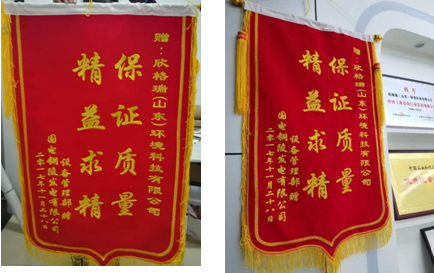 赠：欣格瑞（山东）环境科技有限公司
保证质量
精益求精
设备管理部赠
国电铜陵发电有限公司
二零一七年十一月二十八日
赠：欣格瑞（山东）环境科技有限公司
保证质量
精益求精
设备管理部赠
国电铜陵发电有限公司
二零一七年十一月二十八日